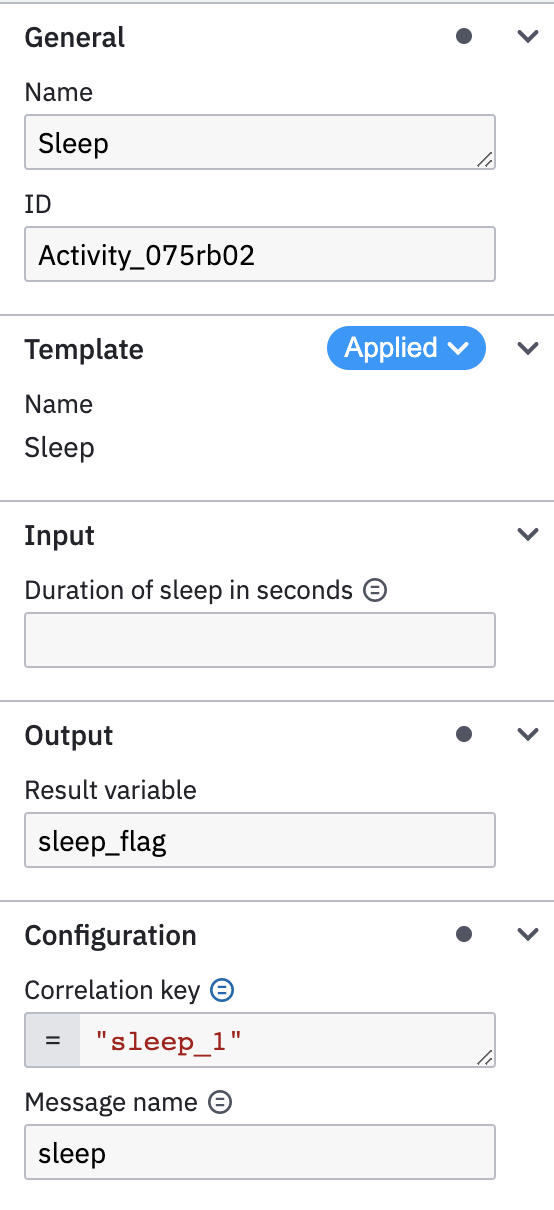 General
Name
Sleep
ID
Activity_075rb02
Template Applied
Name
Sleep
Input
Duration of sleep in seconds =
Output
Result variable
sleep_flag
Configuration
Correlation key =
= "sleep_1"
Message name =
sleep